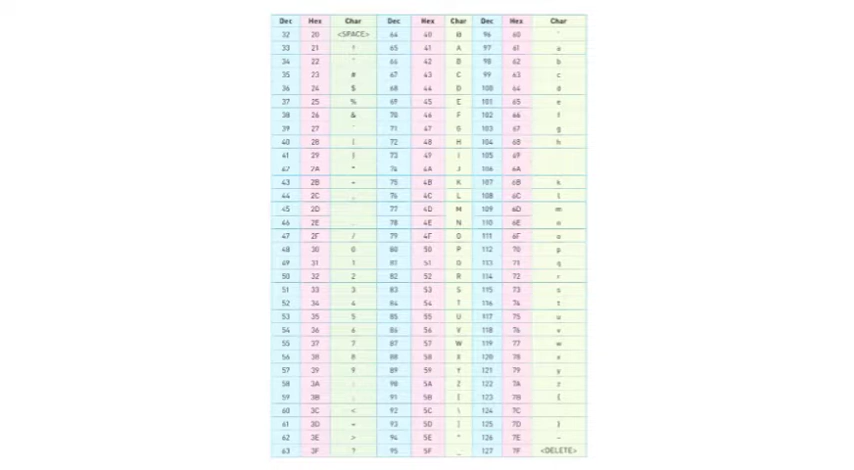 Dec Hex Char Dec Hex Char Dec Hex Char
32 20 <SPACE> 64 40 @ 96 60 `
33 21 ! 65 41 A 97 61 a
34 22 " 66 42 B 98 62 b
35 23 # 67 43 C 99 63 c
36 24 $ 68 44 D 100 64 d
37 25 % 69 45 E 101 65 e
38 26 & 70 46 F 102 66 f
39 27 ' 71 47 G 103 67 g
40 28 ( 72 48 H 104 68 h
41 29 ) 73 49 I 105 69
42 2A * 74 4A J 106 6A
43 2B 75 4B K 107 6B k
44 2C 76 4C L 108 6C l
45 2D 77 4D M 109 6D m
46 2E 78 4E N 110 6E n
47 2F / 79 4F O 111 6F o
48 30 0 80 50 P 112 70 p
49 31 1 81 51 Q 113 71 q
50 32 2 82 52 R 114 72 r
51 33 3 83 53 S 115 73 s
52 34 4 84 54 T 116 74 t
53 35 5 85 55 U 117 75 u
54 36 6 86 56 V 118 76 v
55 37 7 87 57 W 119 77 w
56 38 8 88 58 X 120 78 x
57 39 9 89 59 Y 121 79 y
58 3A : 90 5A Z 122 7A z
59 3B ; 91 5B [ 123 7B {
60 3C < 92 5C \ 124 7C
61 3D = 93 5D ] 125 7D }
62 3E > 94 5E ^ 126 7E ~
63 3F ? 95 5F _ 127 7F <DELETE>